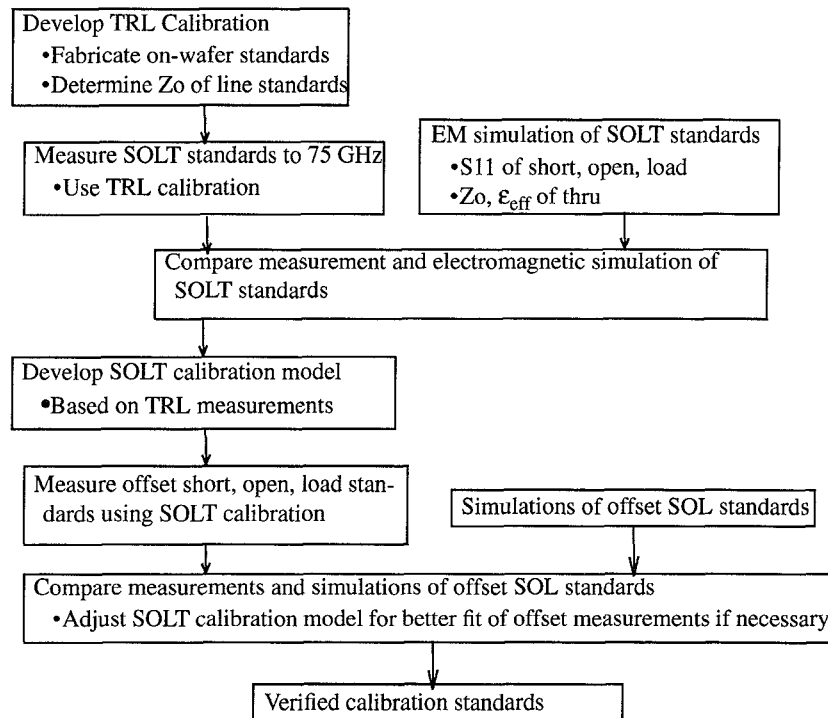 Develop TRL Calibration
•Fabricate on-wafer standards
•Determine Zo of line standards
Measure SOLT standards to 75 GHz
•Use TRL calibration
EM simulation of SOLT standards
•S11 of short, open, load
•Zo, εeff of thru
Compare measurement and electromagnetic simulation of
SOLT standards
Develop SOLT calibration model
•Based on TRL measurements
Measure offset short, open, load stan-
dards using SOLT calibration
Simulations of offset SOL standards
Compare measurements and simulations of offset SOL standards
•Adjust SOLT calibration model for better fit of offset measurements if necessary
Verified calibration standards